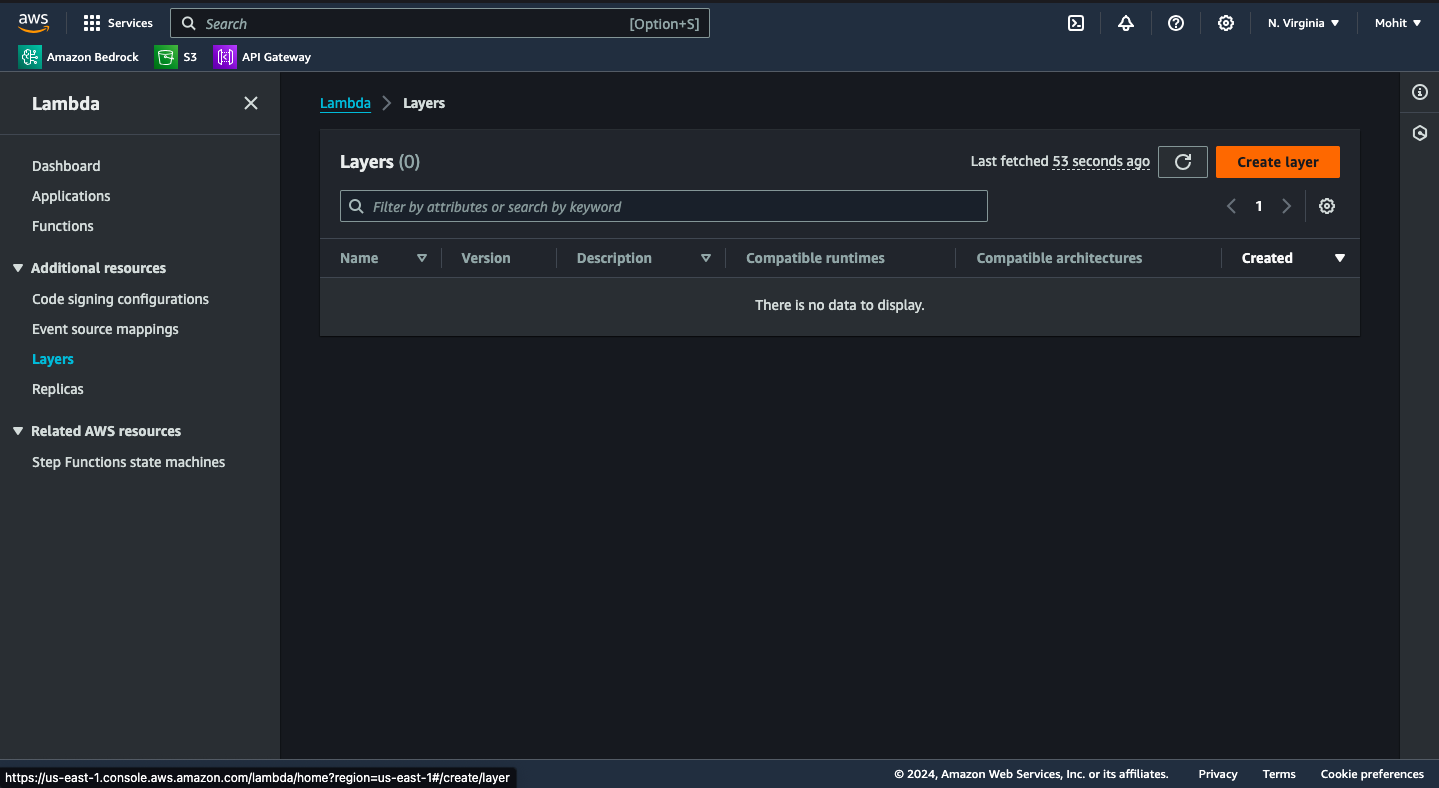 aws
Services
Search
[Option+S]
N. Virginia
Mohit
Amazon Bedrock
S3
API Gateway
Lambda
Dashboard
Applications
Functions
Additional resources
Code signing configurations
Event source mappings
Layers
Replicas
Related AWS resources
Step Functions state machines
Lambda
Layers
Layers (0)
Last fetched 53 seconds ago
Create layer
Filter by attributes or search by keyword
1
Name
Version
Description
Compatible runtimes
Compatible architectures
Created
There is no data to display.
https://us-east-1.console.aws.amazon.com/lambda/home?region=us-east-1#/create/layer
© 2024, Amazon Web Services, Inc. or its affiliates.
Privacy
Terms
Cookie preferences